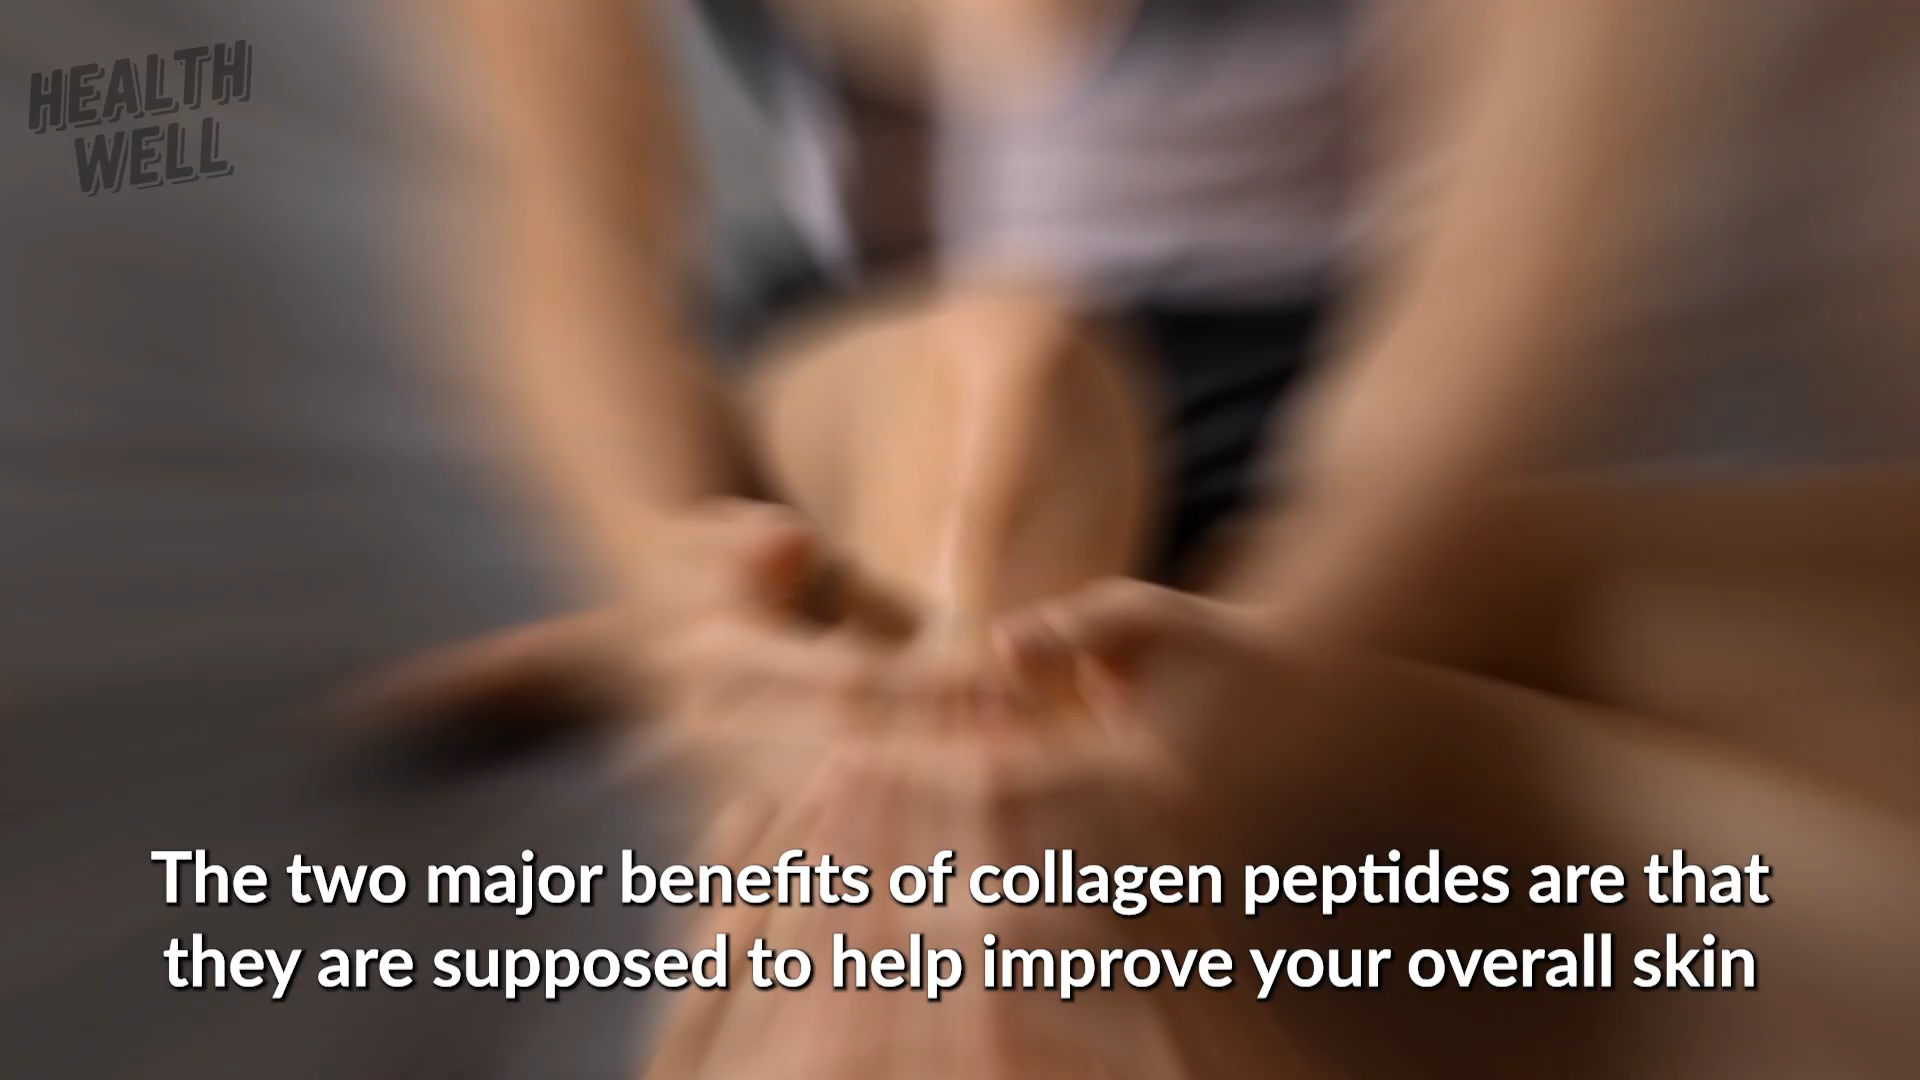 HEALTH
WELL
The two major benefits of collagen peptides are that
they are supposed to help improve your overall skin